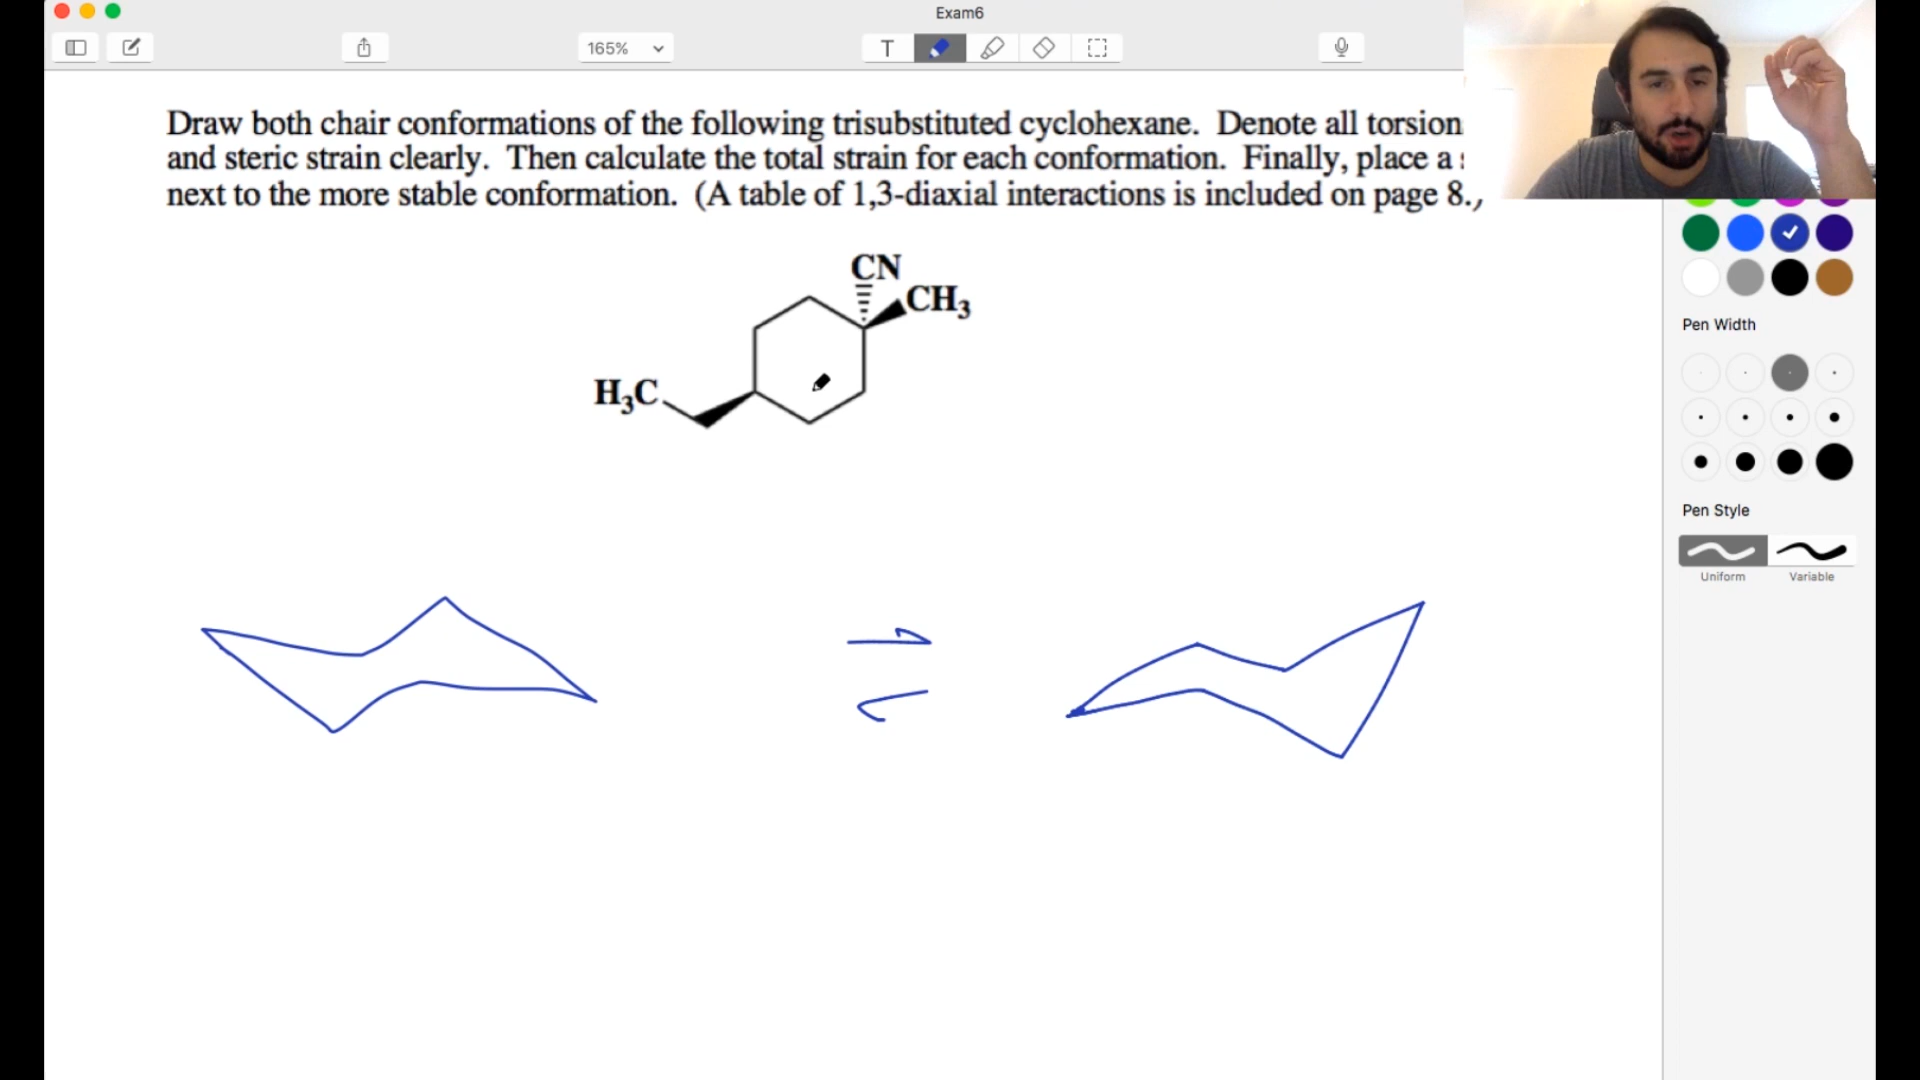 Exam6
165%
T
Draw both chair conformations of the following trisubstituted cyclohexane. Denote all torsion
and steric strain clearly. Then calculate the total strain for each conformation. Finally, place a
next to the more stable conformation. (A table of 1,3-diaxial interactions is included on page 8.,
CN
CH3
H3C
Pen Width
Pen Style
Uniform
Variable